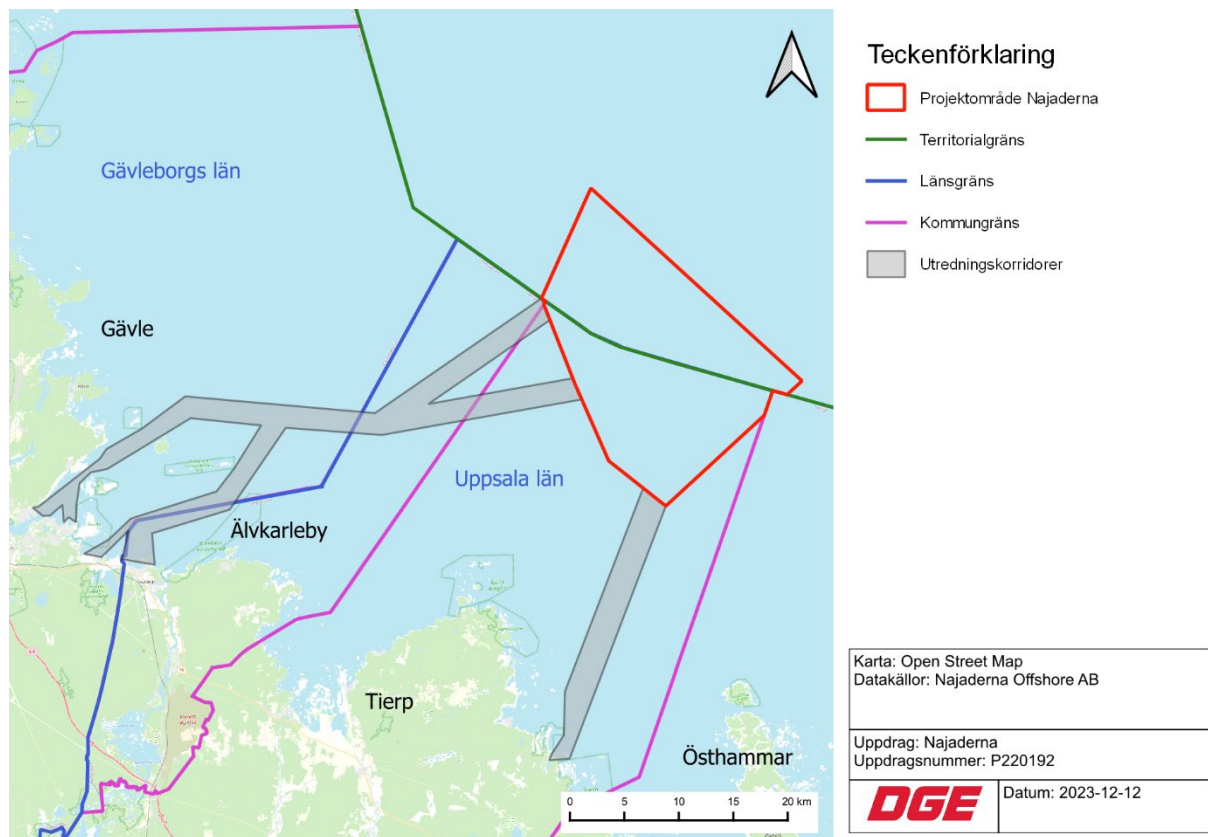 Teckenförklaring
Projektområde Najaderna
Territorialgräns
Länsgräns
Kommungräns
Utredningskorridorer
Gävleborgs län
Gävle
Uppsala län
Älvkarleby
Tierp
Östhammar
0 5 10 15 20 km
Karta: Open Street Map
Datakällor: Najaderna Offshore AB
Uppdrag: Najaderna
Uppdragsnummer: P220192
DGE
Datum: 2023-12-12